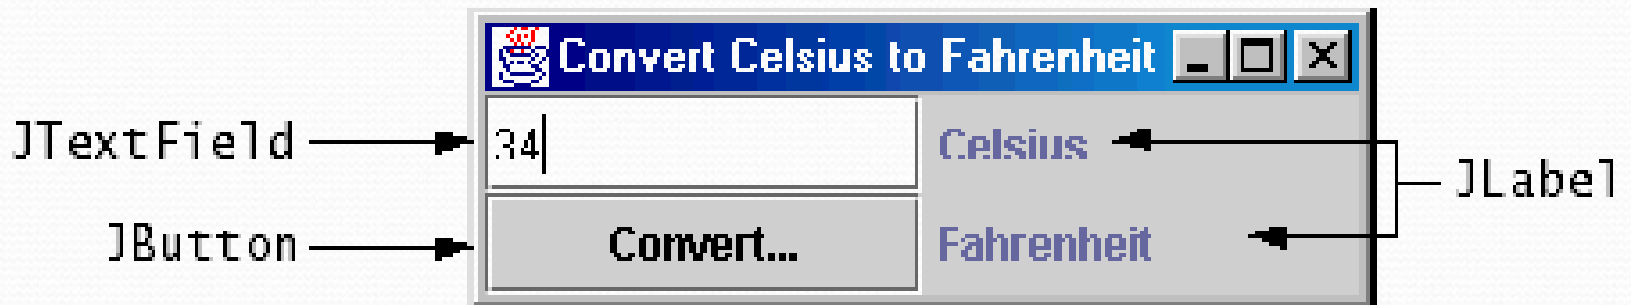 Convert Celsius to Fahrenheit
JTextField 34 Celsius JLabel
JButton Convert... Fahrenheit